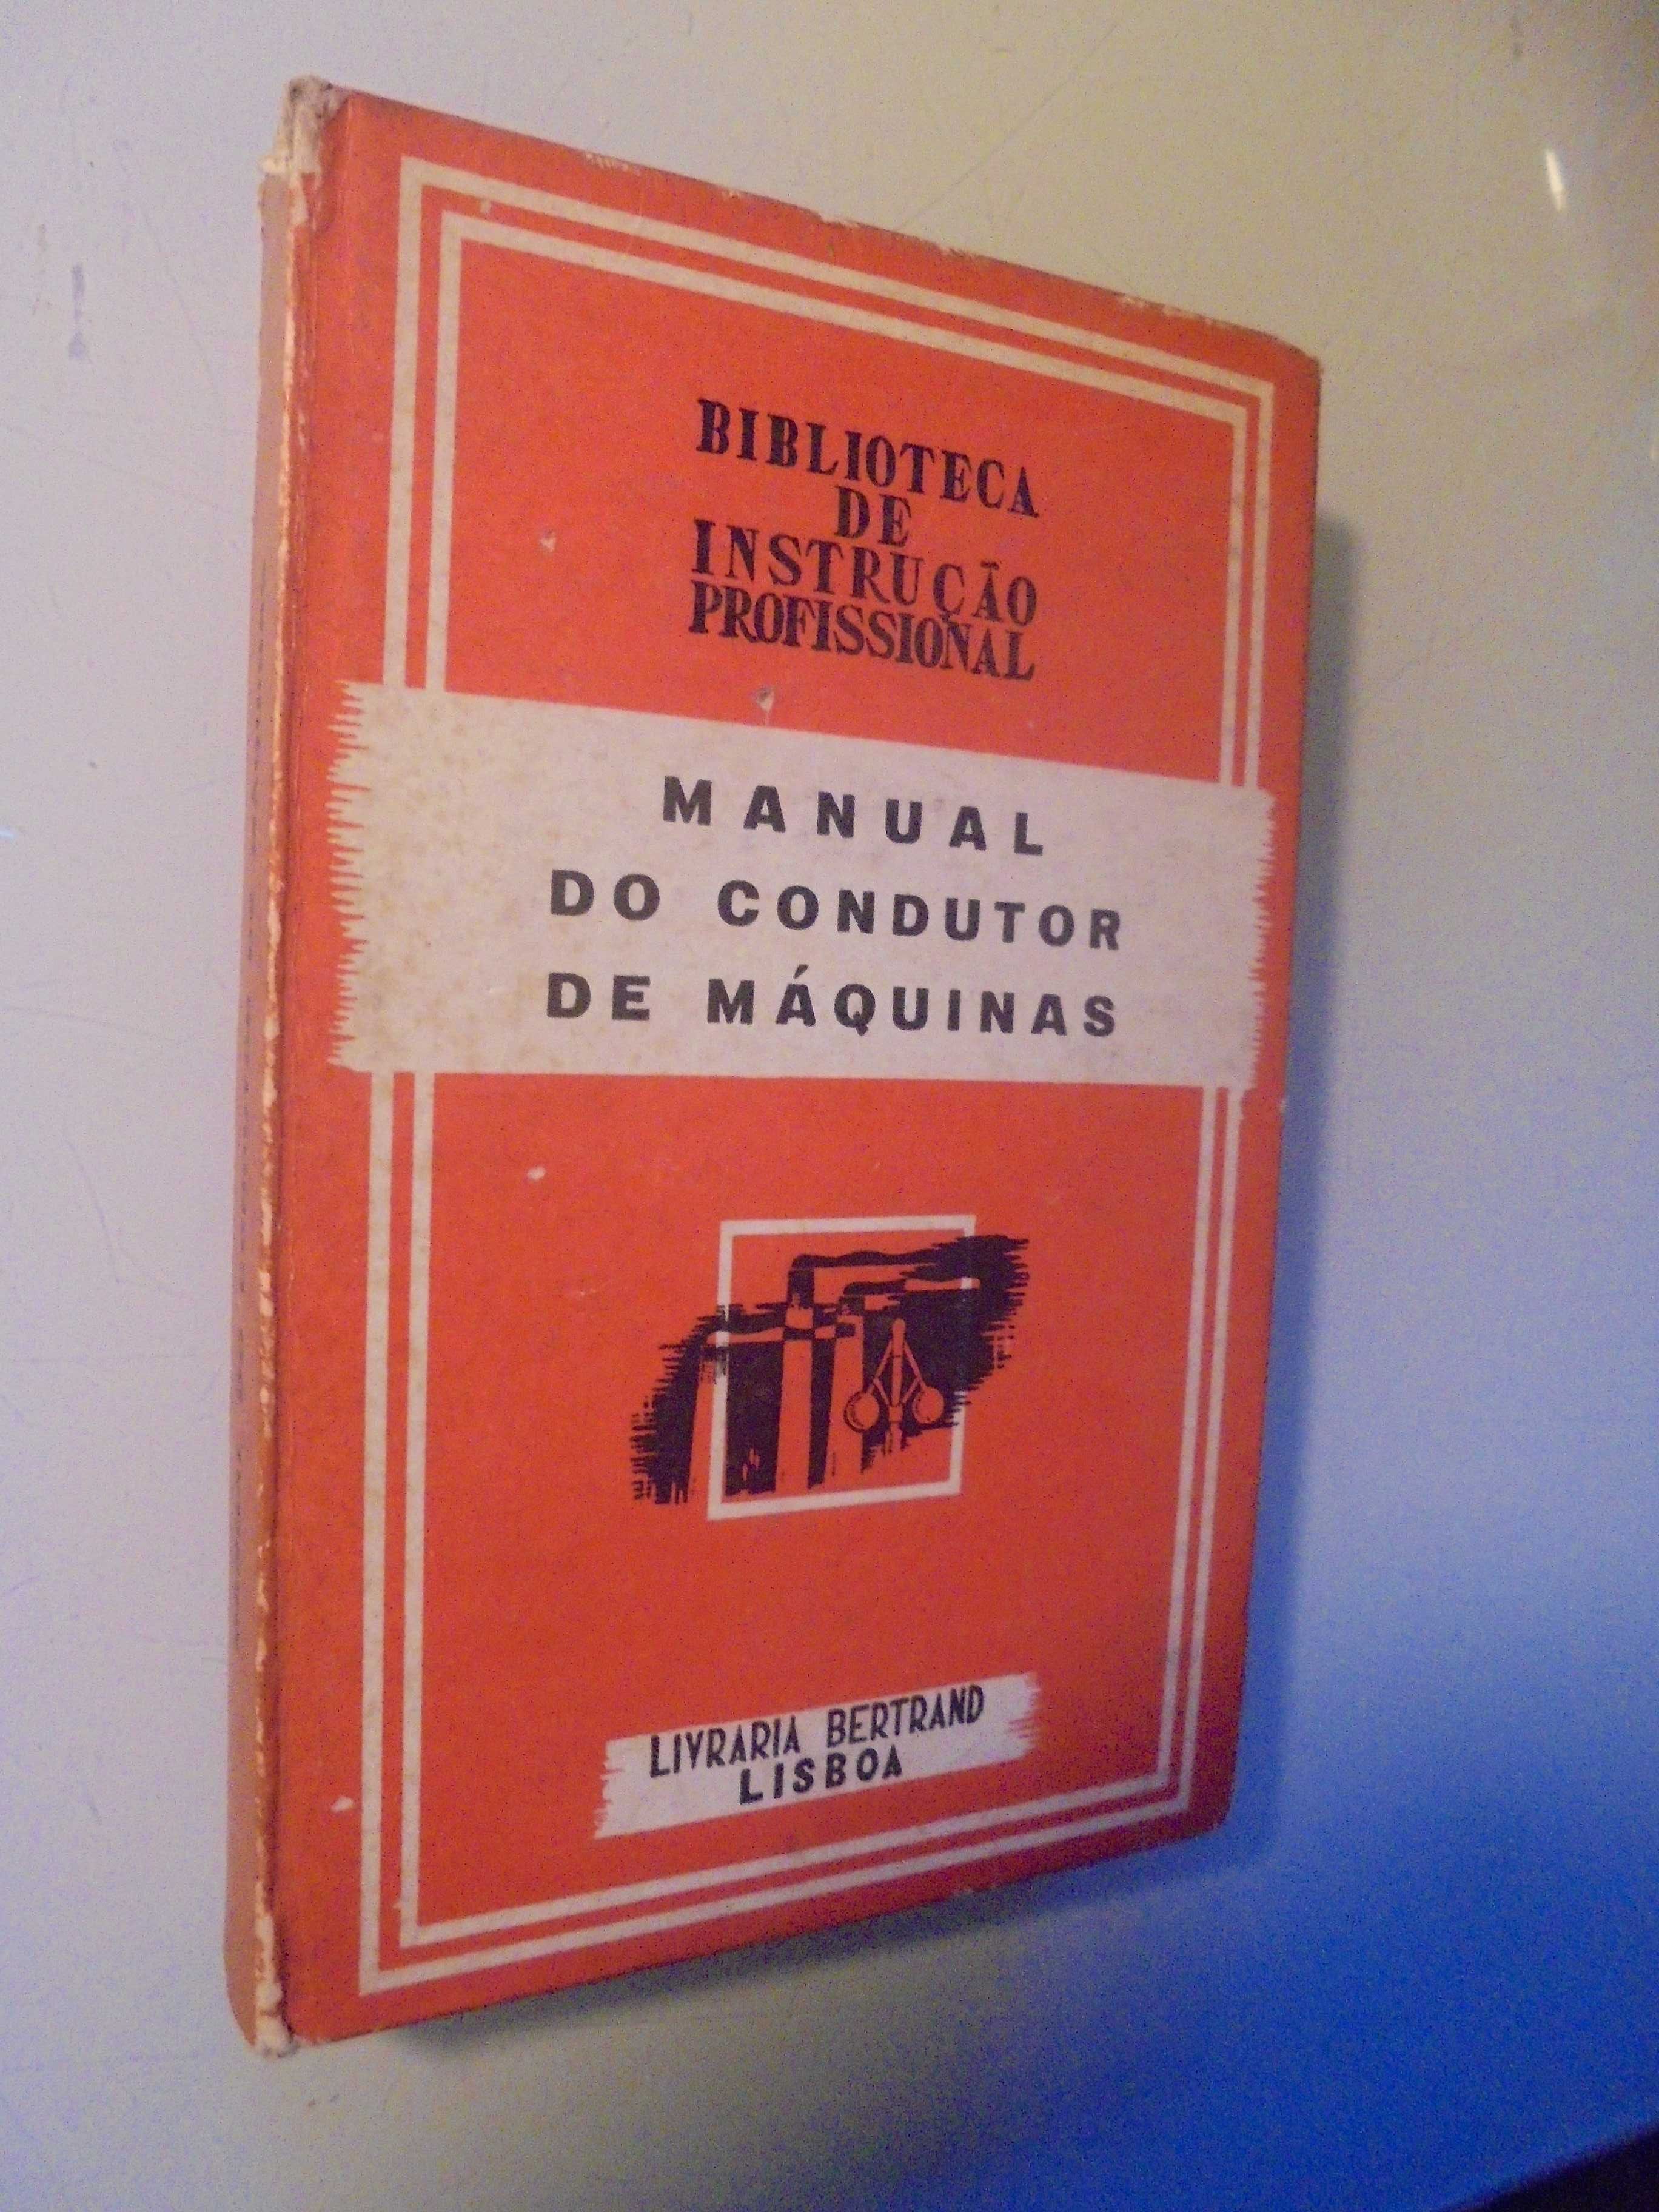 BIBLIOTECA
DE
INSTRUÇÃO
PROFISSIONAL
MANUAL
DO CONDUTOR
DE MÁQUINAS
LIVRARIA BERTRAND
LISBOA